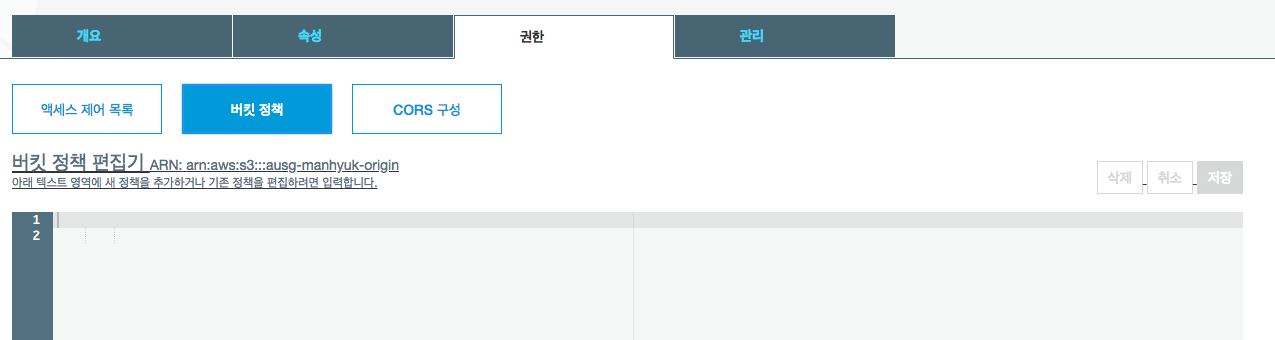 개요 속성 권한 관리
액세스 제어 목록 버킷 정책 CORS 구성
버킷 정책 편집기 ARN: arn:aws:s3:::ausg-manhyuk-origin
아래 텍스트 영역에 새 정책을 추가하거나 기존 정책을 편집하려면 입력합니다.
삭제 취소 저장
1
2